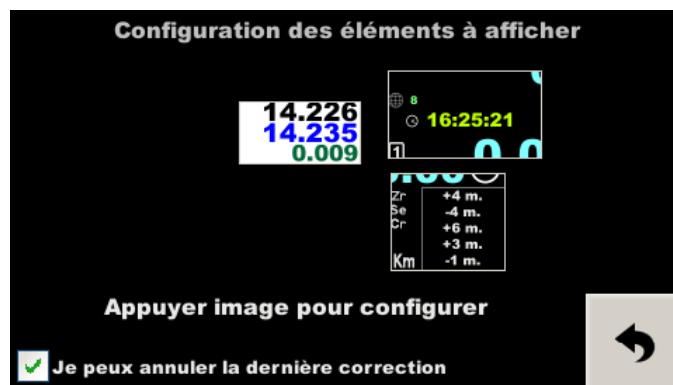 Configuration des éléments à afficher
14.226
14.235
0.009
8
16:25:21
1
Zr +4 m.
Se -4 m.
Cr +6 m.
+3 m.
Km -1 m.
Appuyer image pour configurer
Je peux annuler la dernière correction